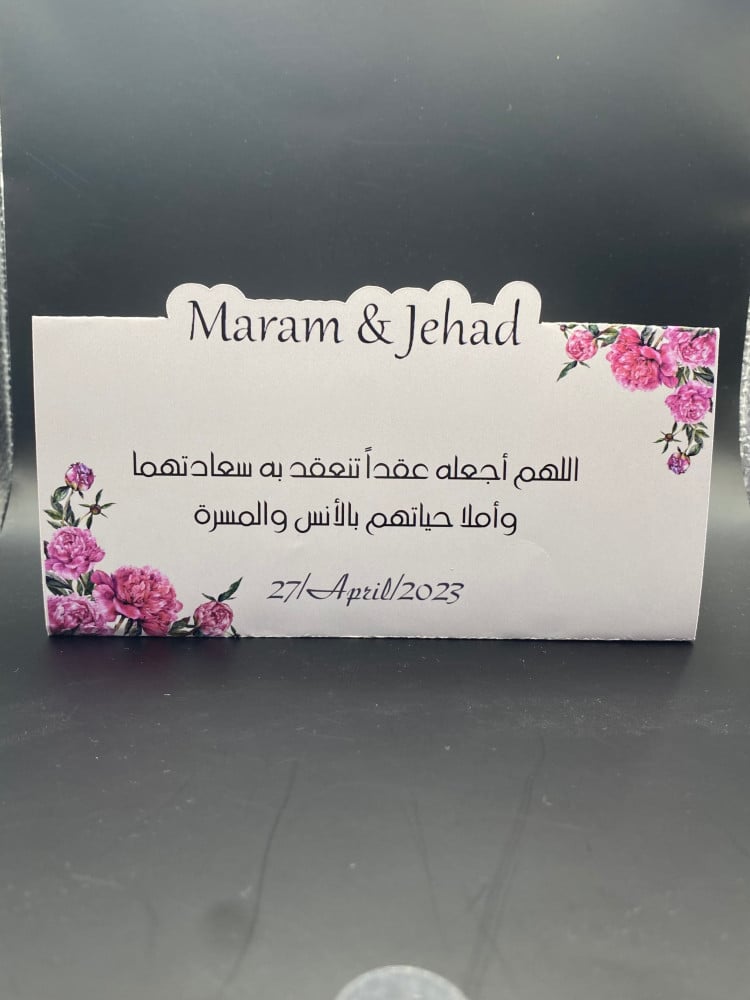 Maram & Jehad
اللهم أجعله عقداً تنعقد به سعادتهما
وأملا حياتهم بالأنس والمسرة
27/April/2023